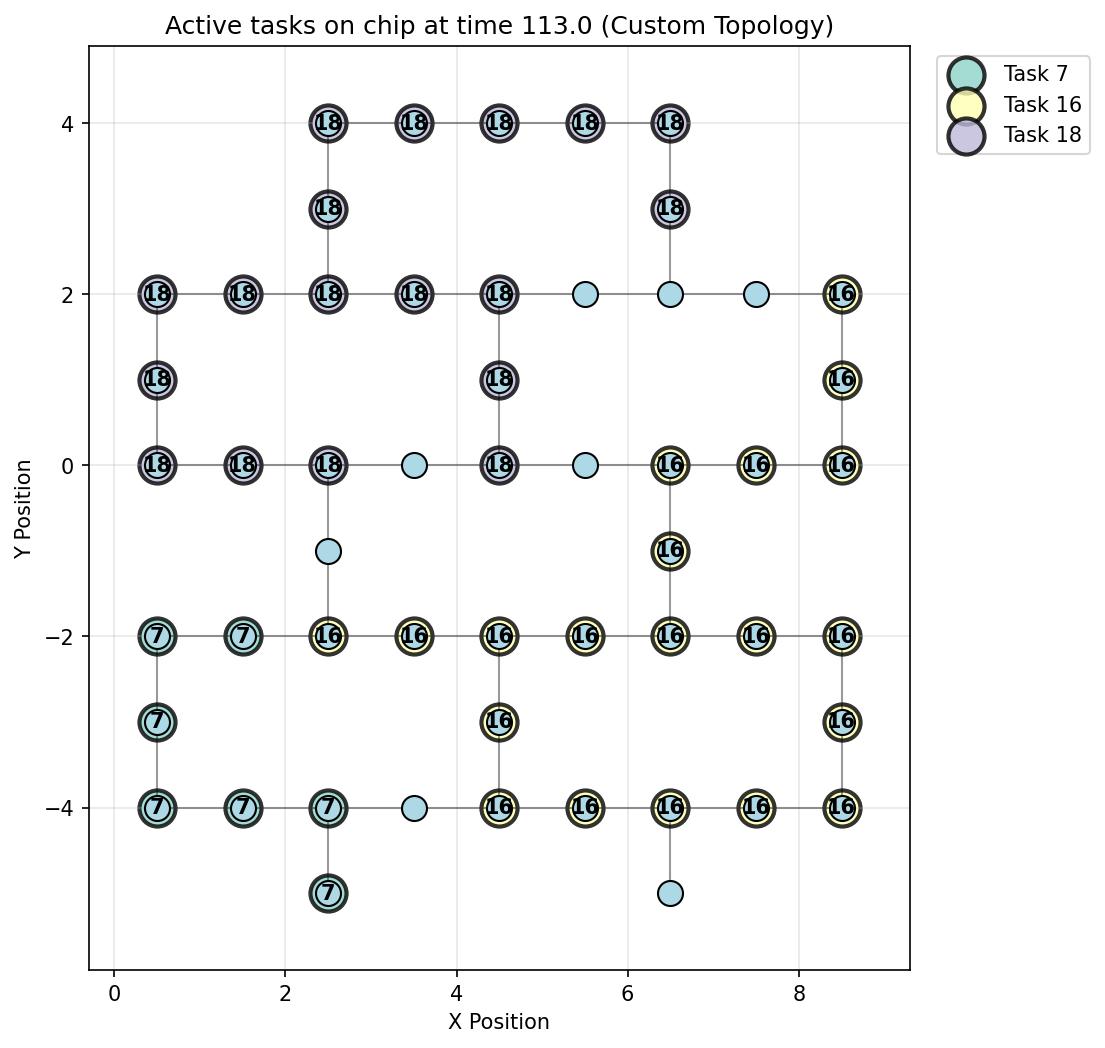 Active tasks on chip at time 113.0 (Custom Topology)
Task 7
Task 16
Task 18
4
18 18 18 18 18
18 18
2
18 18 18 18 18 16
18 18 16
0
18 18 18 18 16 16 16
16
−2
7 7 16 16 16 16 16 16 16
7 16 16
−4
7 7 7 16 16 16 16 16
7
0 2 4 6 8
X Position
Y Position